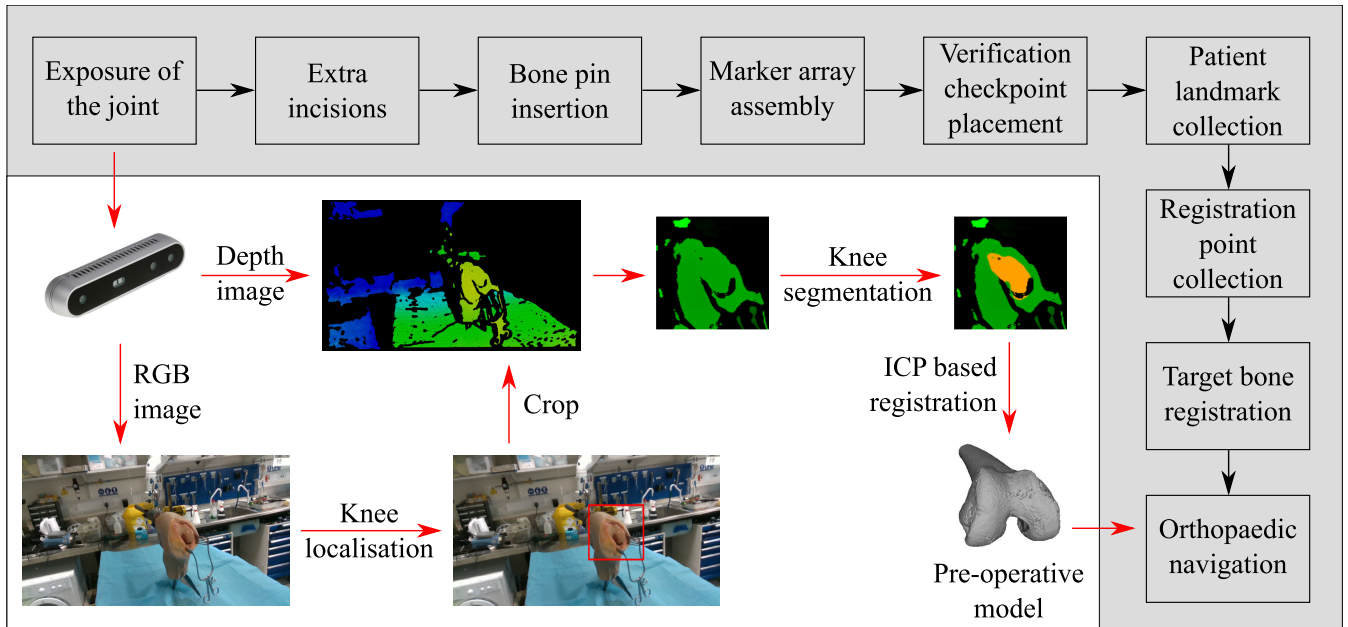 Exposure of
the joint
Extra
incisions
Bone pin
insertion
Marker array
assembly
Verification
checkpoint
placement
Patient
landmark
collection
Registration
point
collection
Target bone
registration
Orthopaedic
navigation
Depth
image
Knee
segmentation
RGB
image
Crop
ICP based
registration
Knee
localisation
Pre-operative
model